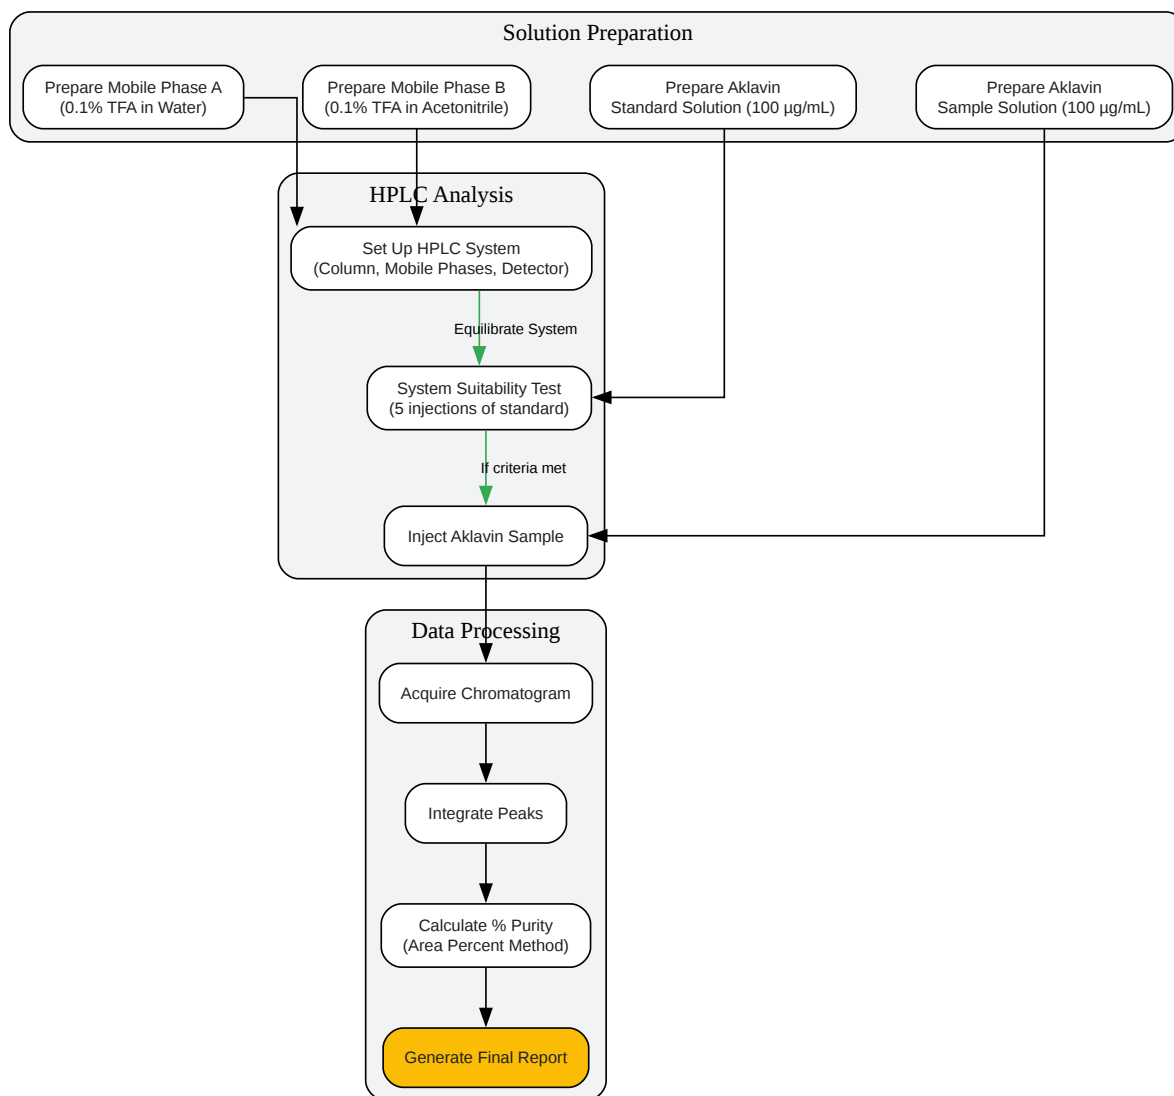 Solution Preparation
Prepare Mobile Phase A
(0.1% TFA in Water)
Prepare Mobile Phase B
(0.1% TFA in Acetonitrile)
Prepare Aklavin
Standard Solution (100 µg/mL)
Prepare Aklavin
Sample Solution (100 µg/mL)
HPLC Analysis
Set Up HPLC System
(Column, Mobile Phases, Detector)
Equilibrate System
System Suitability Test
(5 injections of standard)
If criteria met
Inject Aklavin Sample
Data Processing
Acquire Chromatogram
Integrate Peaks
Calculate % Purity
(Area Percent Method)
Generate Final Report